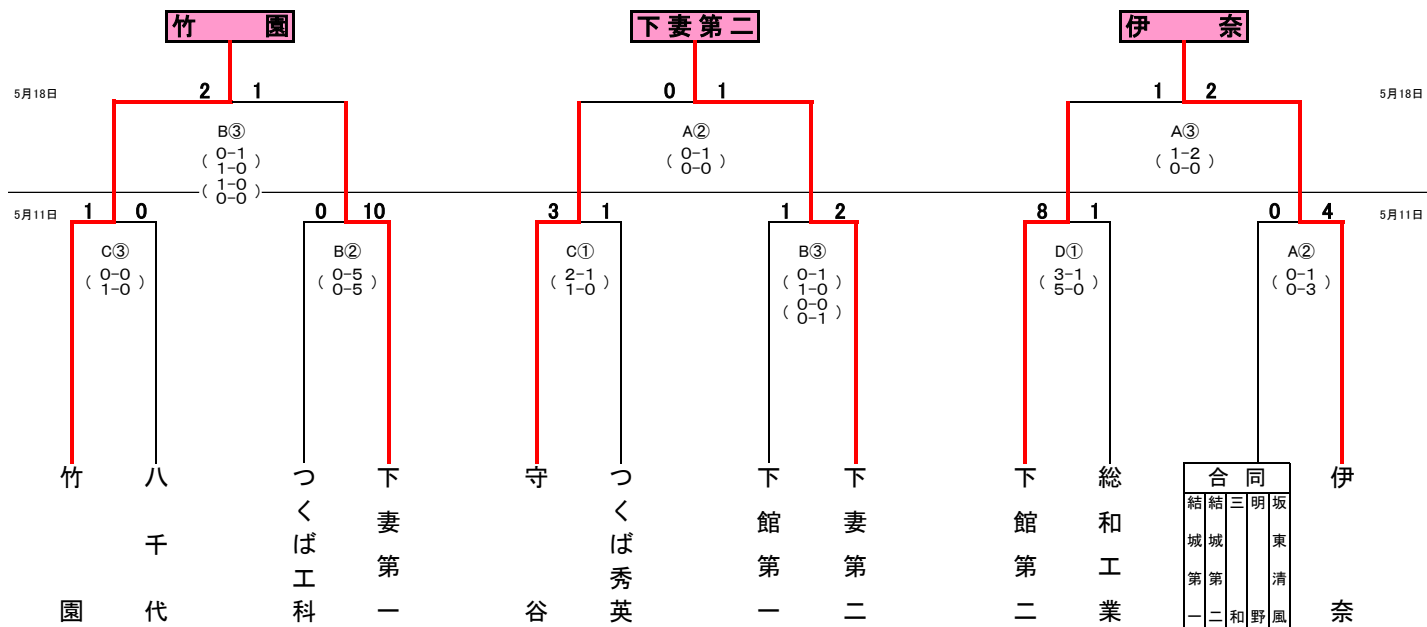 竹園
下妻第二
伊奈
5月18日
2 1
0 1
1 2
5月18日
B③
(0-1
1-0)
(1-0
0-0)
A②
(0-1
0-0)
A③
(1-2
0-0)
5月11日
1 0
0 10
3 1
1 2
8 1
0 4
5月11日
C③
(0-0
1-0)
B②
(0-5
0-5)
C①
(2-1
1-0)
B③
(0-1
1-0)
(0-0
0-1)
D①
(3-1
5-0)
A②
(0-1
0-3)
竹園
八千代
つくば工科
下妻第一
守谷
つくば秀英
下館第一
下妻第二
下館第二
総和工業
合同
結城第一
結城第二
三和
明野
坂東清風
伊奈